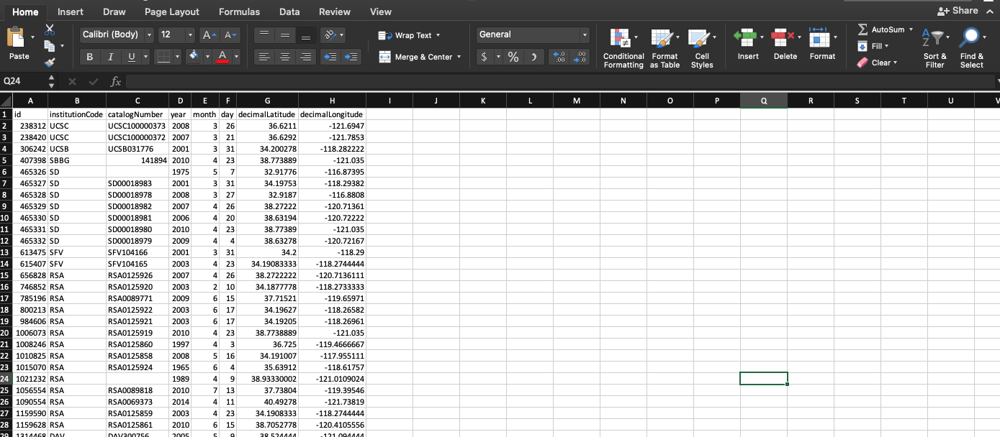 Home Insert Draw Page Layout Formulas Data Review View Share
Paste Calibri (Body) 12 A A Wrap Text General Conditional Formatting Format as Table Cell Styles Insert Delete Format AutoSum Fill Clear Sort & Filter Find & Select
B I U A Merge & Center $ % .0 .00 .00 .0
Q24 fx
A B C D E F G H I J K L M N O P Q R S T U V
1 id institutionCode catalogNumber year month day decimalLatitude decimalLongitude
2 238312 UCSC UCSC100000373 2008 3 26 36.6211 -121.6947
3 238420 UCSC UCSC100000372 2007 3 21 36.6292 -121.7853
4 306242 UCSB UCSB031776 2001 3 31 34.200278 -118.282222
5 407398 SBBG 141894 2010 4 23 38.773889 -121.035
6 465326 SD 1975 5 7 32.91776 -116.87395
7 465327 SD SD00018983 2001 3 31 34.19753 -118.29382
8 465328 SD SD00018978 2008 3 27 32.9187 -116.8808
9 465329 SD SD00018982 2007 4 26 38.27222 -120.71361
10 465330 SD SD00018981 2006 4 20 38.63194 -120.72222
11 465331 SD SD00018980 2010 4 23 38.77389 -121.035
12 465332 SD SD00018979 2009 4 4 38.63278 -120.72167
13 613475 SFV SFV104166 2001 3 31 34.2 -118.29
14 615407 SFV SFV104165 2003 4 23 34.19083333 -118.2744444
15 656828 RSA RSA0125926 2007 4 26 38.2722222 -120.7136111
16 746852 RSA RSA0125920 2003 2 10 34.1877778 -118.2733333
17 785196 RSA RSA0089771 2009 6 15 37.71521 -119.65971
18 800213 RSA RSA0125922 2003 6 17 34.19627 -118.26582
19 984606 RSA RSA0125921 2003 6 17 34.19205 -118.26961
20 1006073 RSA RSA0125919 2010 4 23 38.7738889 -121.035
21 1008246 RSA RSA0125860 1997 4 3 36.725 -119.4666667
22 1010825 RSA RSA0125858 2008 5 16 34.191007 -117.955111
23 1015070 RSA RSA0125924 1965 6 4 35.63912 -118.61757
24 1021232 RSA 1989 4 9 38.93330002 -121.0109024
25 1056554 RSA RSA0089818 2010 7 13 37.73804 -119.39546
26 1090554 RSA RSA0069373 2014 4 11 40.49278 -121.73819
27 1159590 RSA RSA0125859 2003 4 23 34.1908333 -118.2744444
28 1159628 RSA RSA0125861 2010 6 15 38.7052778 -120.4105556
29 1314468 DAV DAV300756 2005 5 9 38.524444 -121.094444